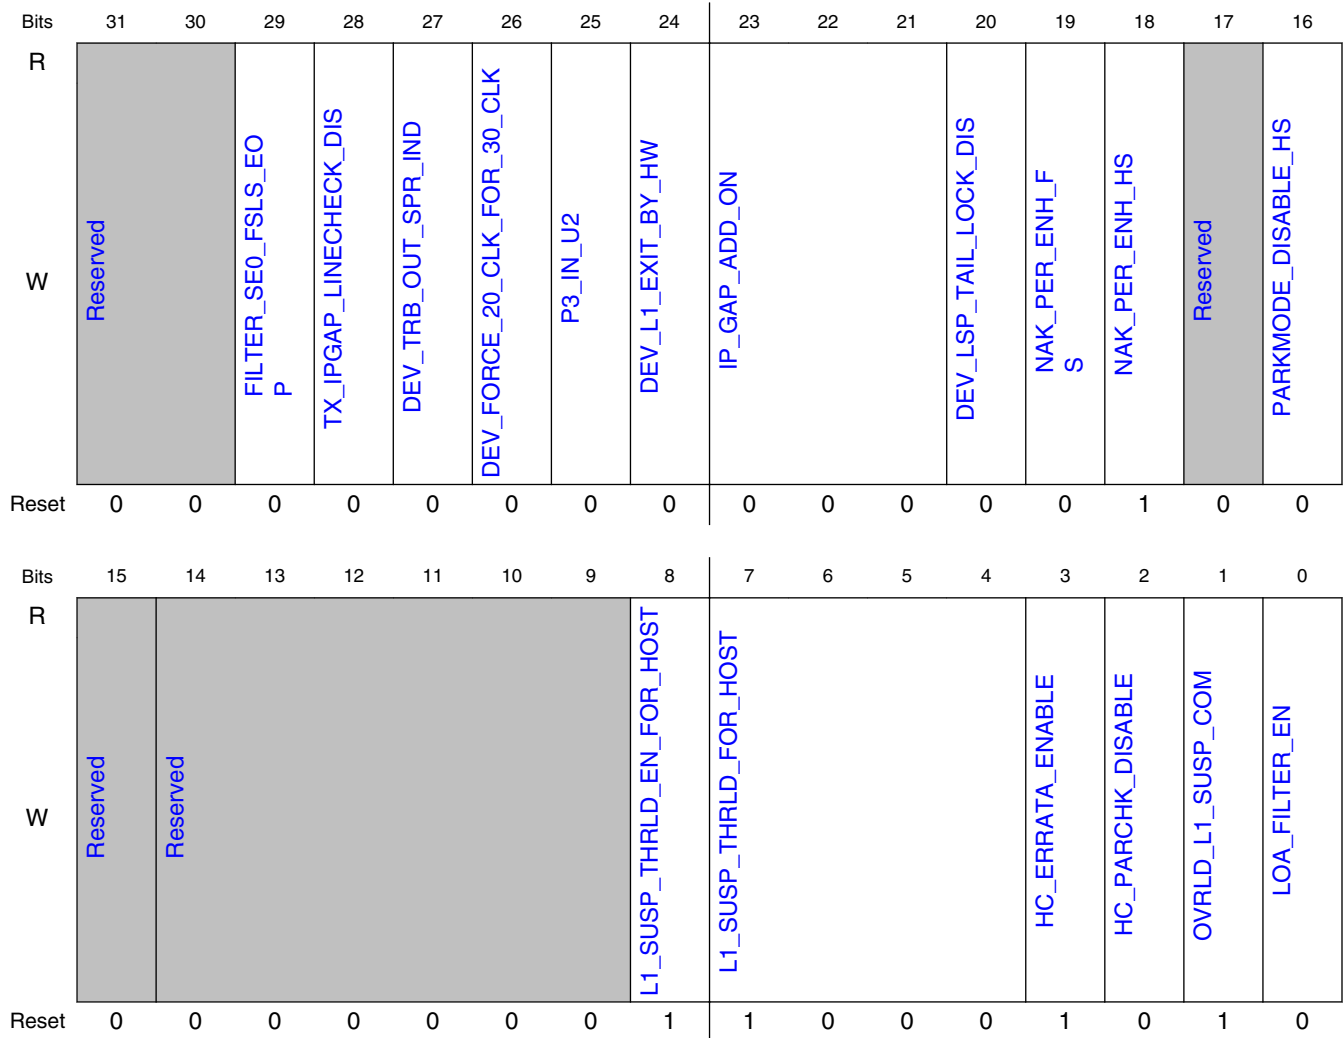 Bits 31 30 29 28 27 26 25 24 23 22 21 20 19 18 17 16
R
W
Reserved
FILTER_SE0_FSLS_EO
P
TX_IPGAP_LINECHECK_DIS
DEV_TRB_OUT_SPR_IND
DEV_FORCE_20_CLK_FOR_30_CLK
P3_IN_U2
DEV_L1_EXIT_BY_HW
IP_GAP_ADD_ON
DEV_LSP_TAIL_LOCK_DIS
NAK_PER_ENH_F
S
NAK_PER_ENH_HS
Reserved
PARKMODE_DISABLE_HS
Reset 0 0 0 0 0 0 0 0 0 0 0 0 0 1 0 0
Bits 15 14 13 12 11 10 9 8 7 6 5 4 3 2 1 0
R
W
Reserved
Reserved
L1_SUSP_THRLD_EN_FOR_HOST
L1_SUSP_THRLD_FOR_HOST
HC_ERRATA_ENABLE
HC_PARCHK_DISABLE
OVRLD_L1_SUSP_COM
LOA_FILTER_EN
Reset 0 0 0 0 0 0 0 1 1 0 0 0 1 0 1 0